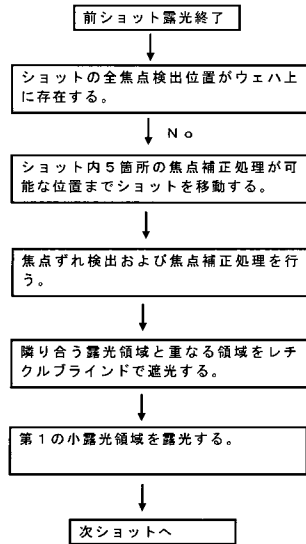 前ショット露光終了
ショットの全焦点検出位置がウェハ上
に存在する。
No
ショット内5箇所の焦点補正処理が可
能な位置までショットを移動する。
焦点ずれ検出および焦点補正処理を行
う。
隣り合う露光領域と重なる領域をレチ
クルブラインドで遮光する。
第1の小露光領域を露光する。
次ショットへ